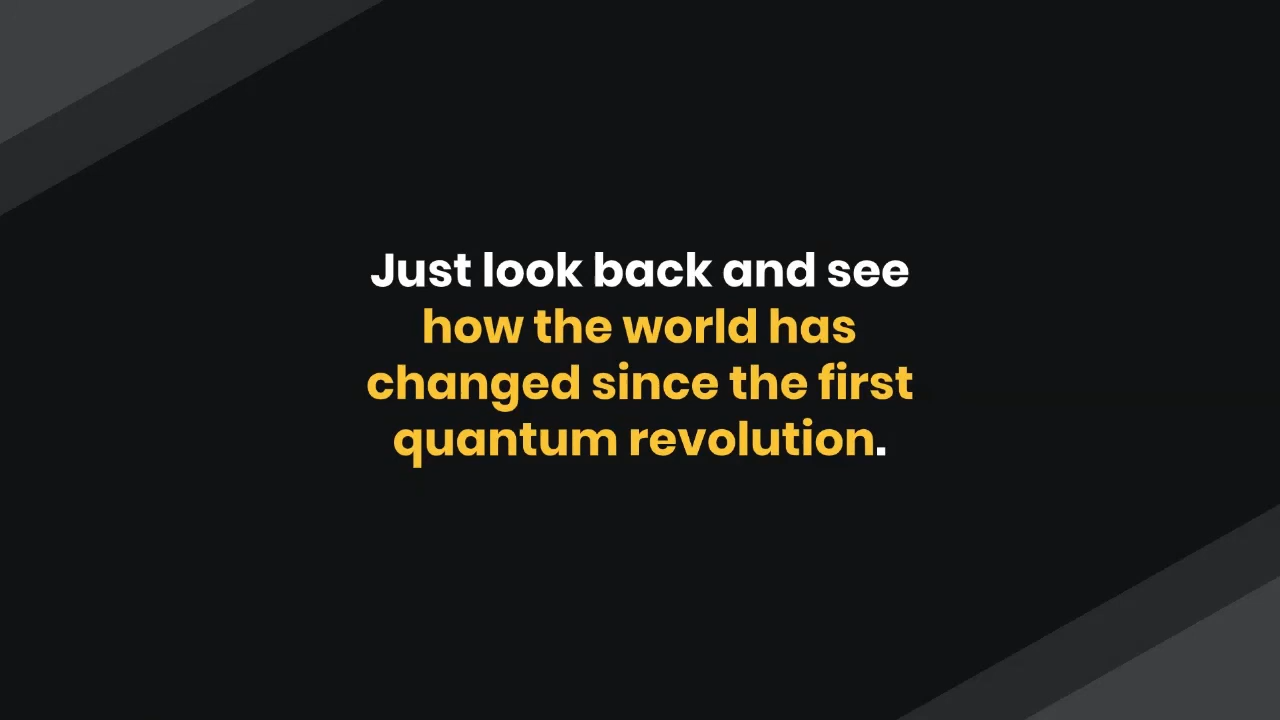 Just look back and see
how the world has
changed since the first
quantum revolution.